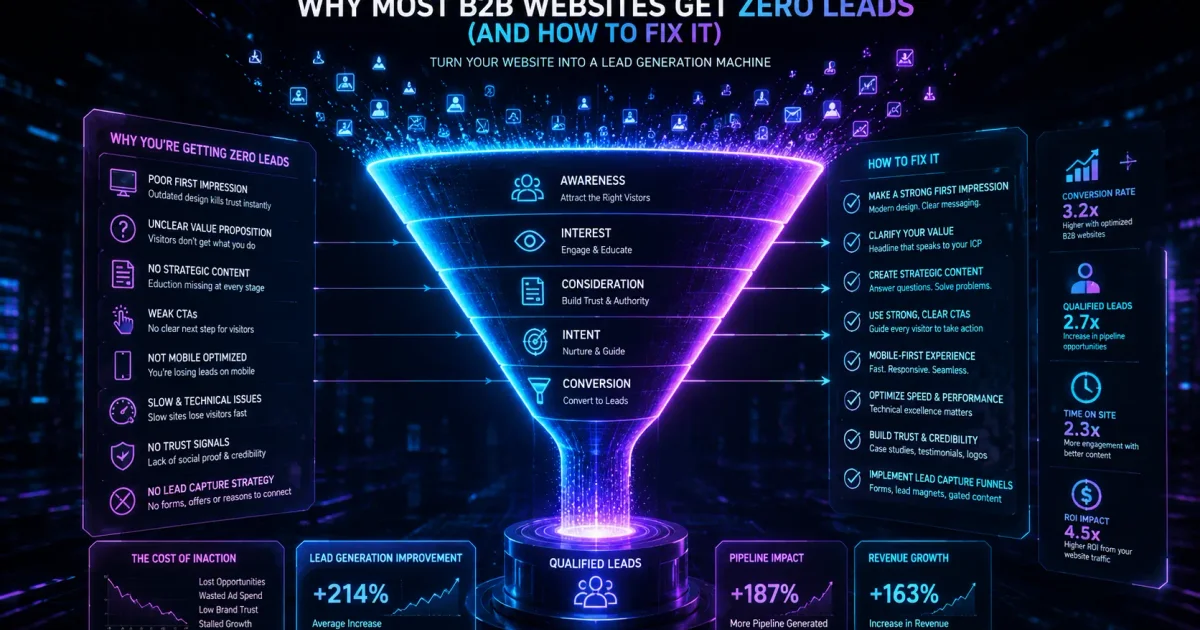 WHY MOST B2B WEBSITES GET ZERO LEADS
(AND HOW TO FIX IT)
TURN YOUR WEBSITE INTO A LEAD GENERATION MACHINE
WHY YOU'RE GETTING ZERO LEADS
POOR FIRST IMPRESSION
Outdated design kills trust instantly
UNCLEAR VALUE PROPOSITION
Visitors don't get what you do
NO STRATEGIC CONTENT
Eduction missing at every stage
WEAK CTAs
No clear next step for visitors
NOT MOBILE OPTIMIZED
You're losing leads on mobile
SLOW & TECHNICAL ISSUES
Slow sites lose visitors fast
NO TRUST SIGNALS
Lack of social proof & credibility
NO LEAD CAPTURE STRATEGY
No forms, offers or reasons to connect
AWARENESS
Attract the Right Vistors
INTEREST
Engage & Educate
CONSIDERATION
Build Trust & Authority
INTENT
Nurture & Guide
CONVERSION
Convert to Leads
QUALIFIED LEADS
HOW TO FIX IT
MAKE A STRONG FIRST IMPRESSION
Modern design. Clear messaging.
CLARIFY YOUR VALUE
Headline that speaks to your ICP
CREATE STRATEGIC CONTENT
Answer questions. Solve problems.
USE STRONG, CLEAR CTAs
Guide every visitor to take action
MOBILE-FIRST EXPERIENCE
Fast. Responsive. Seamless.
OPTIMIZE SPEED & PERFORMANCE
Technical excellence matters
BUILD TRUST & CREDIBILITY
Case studies, testimonials, logos
IMPLEMENT LEAD CAPTURE FUNNELS
Forms, lead magnets, gated content
CONVERSION RATE
3.2x
Higher with optimized
B2B websites
QUALIFIED LEADS
2.7x
Increase in pipeline
opportunities
TIME ON SITE
2.3x
More engagement with
better content
ROI IMPACT
4.5x
Higher ROI from your
website traffic
THE COST OF INACTION
Lost Opportunities
Wasted Ad Spend
Low Brand Trust
Stalled Growth
LEAD GENERATION IMPROVEMENT
+214%
Average Increase
PIPELINE IMPACT
+187%
More Pipeline Generated
REVENUE GROWTH
+163%
Increase in Revenue